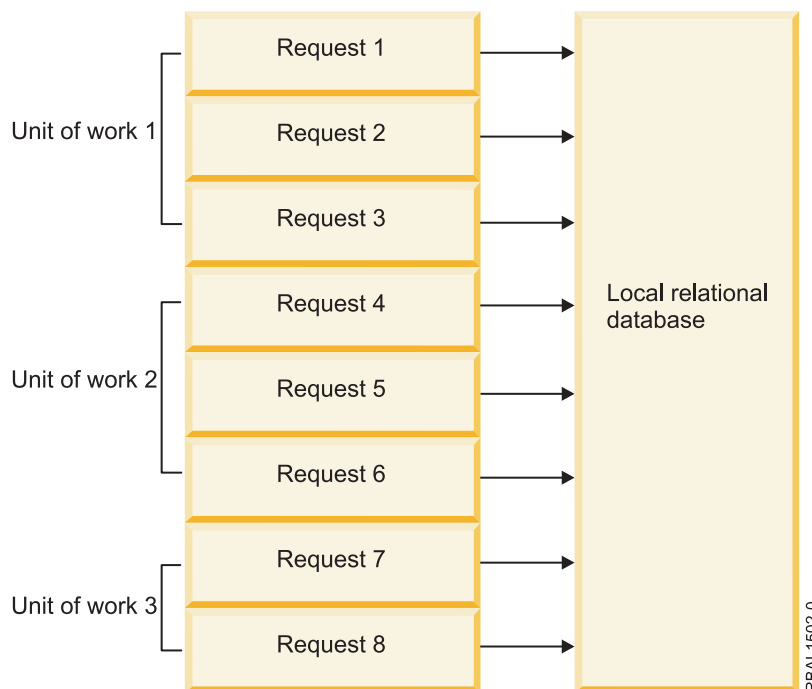 Request 1
Unit of work 1
Request 2
Request 3
Request 4
Local relational
database
Unit of work 2
Request 5
Request 6
Request 7
Unit of work 3
Request 8